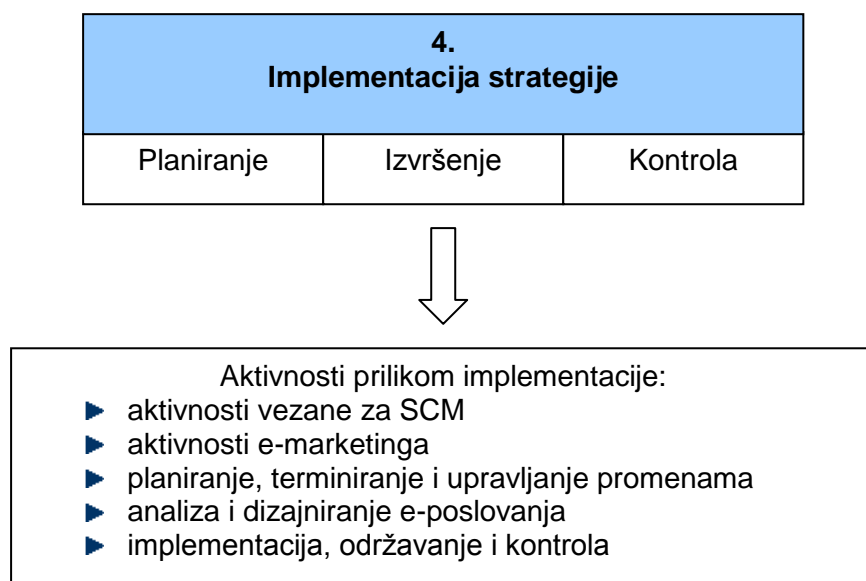 4.
Implementacija strategije
Planiranje Izvršenje Kontrola
Aktivnosti prilikom implementacije:
aktivnosti vezane za SCM
aktivnosti e-marketinga
planiranje, terminiranje i upravljanje promenama
analiza i dizajniranje e-poslovanja
implementacija, održavanje i kontrola